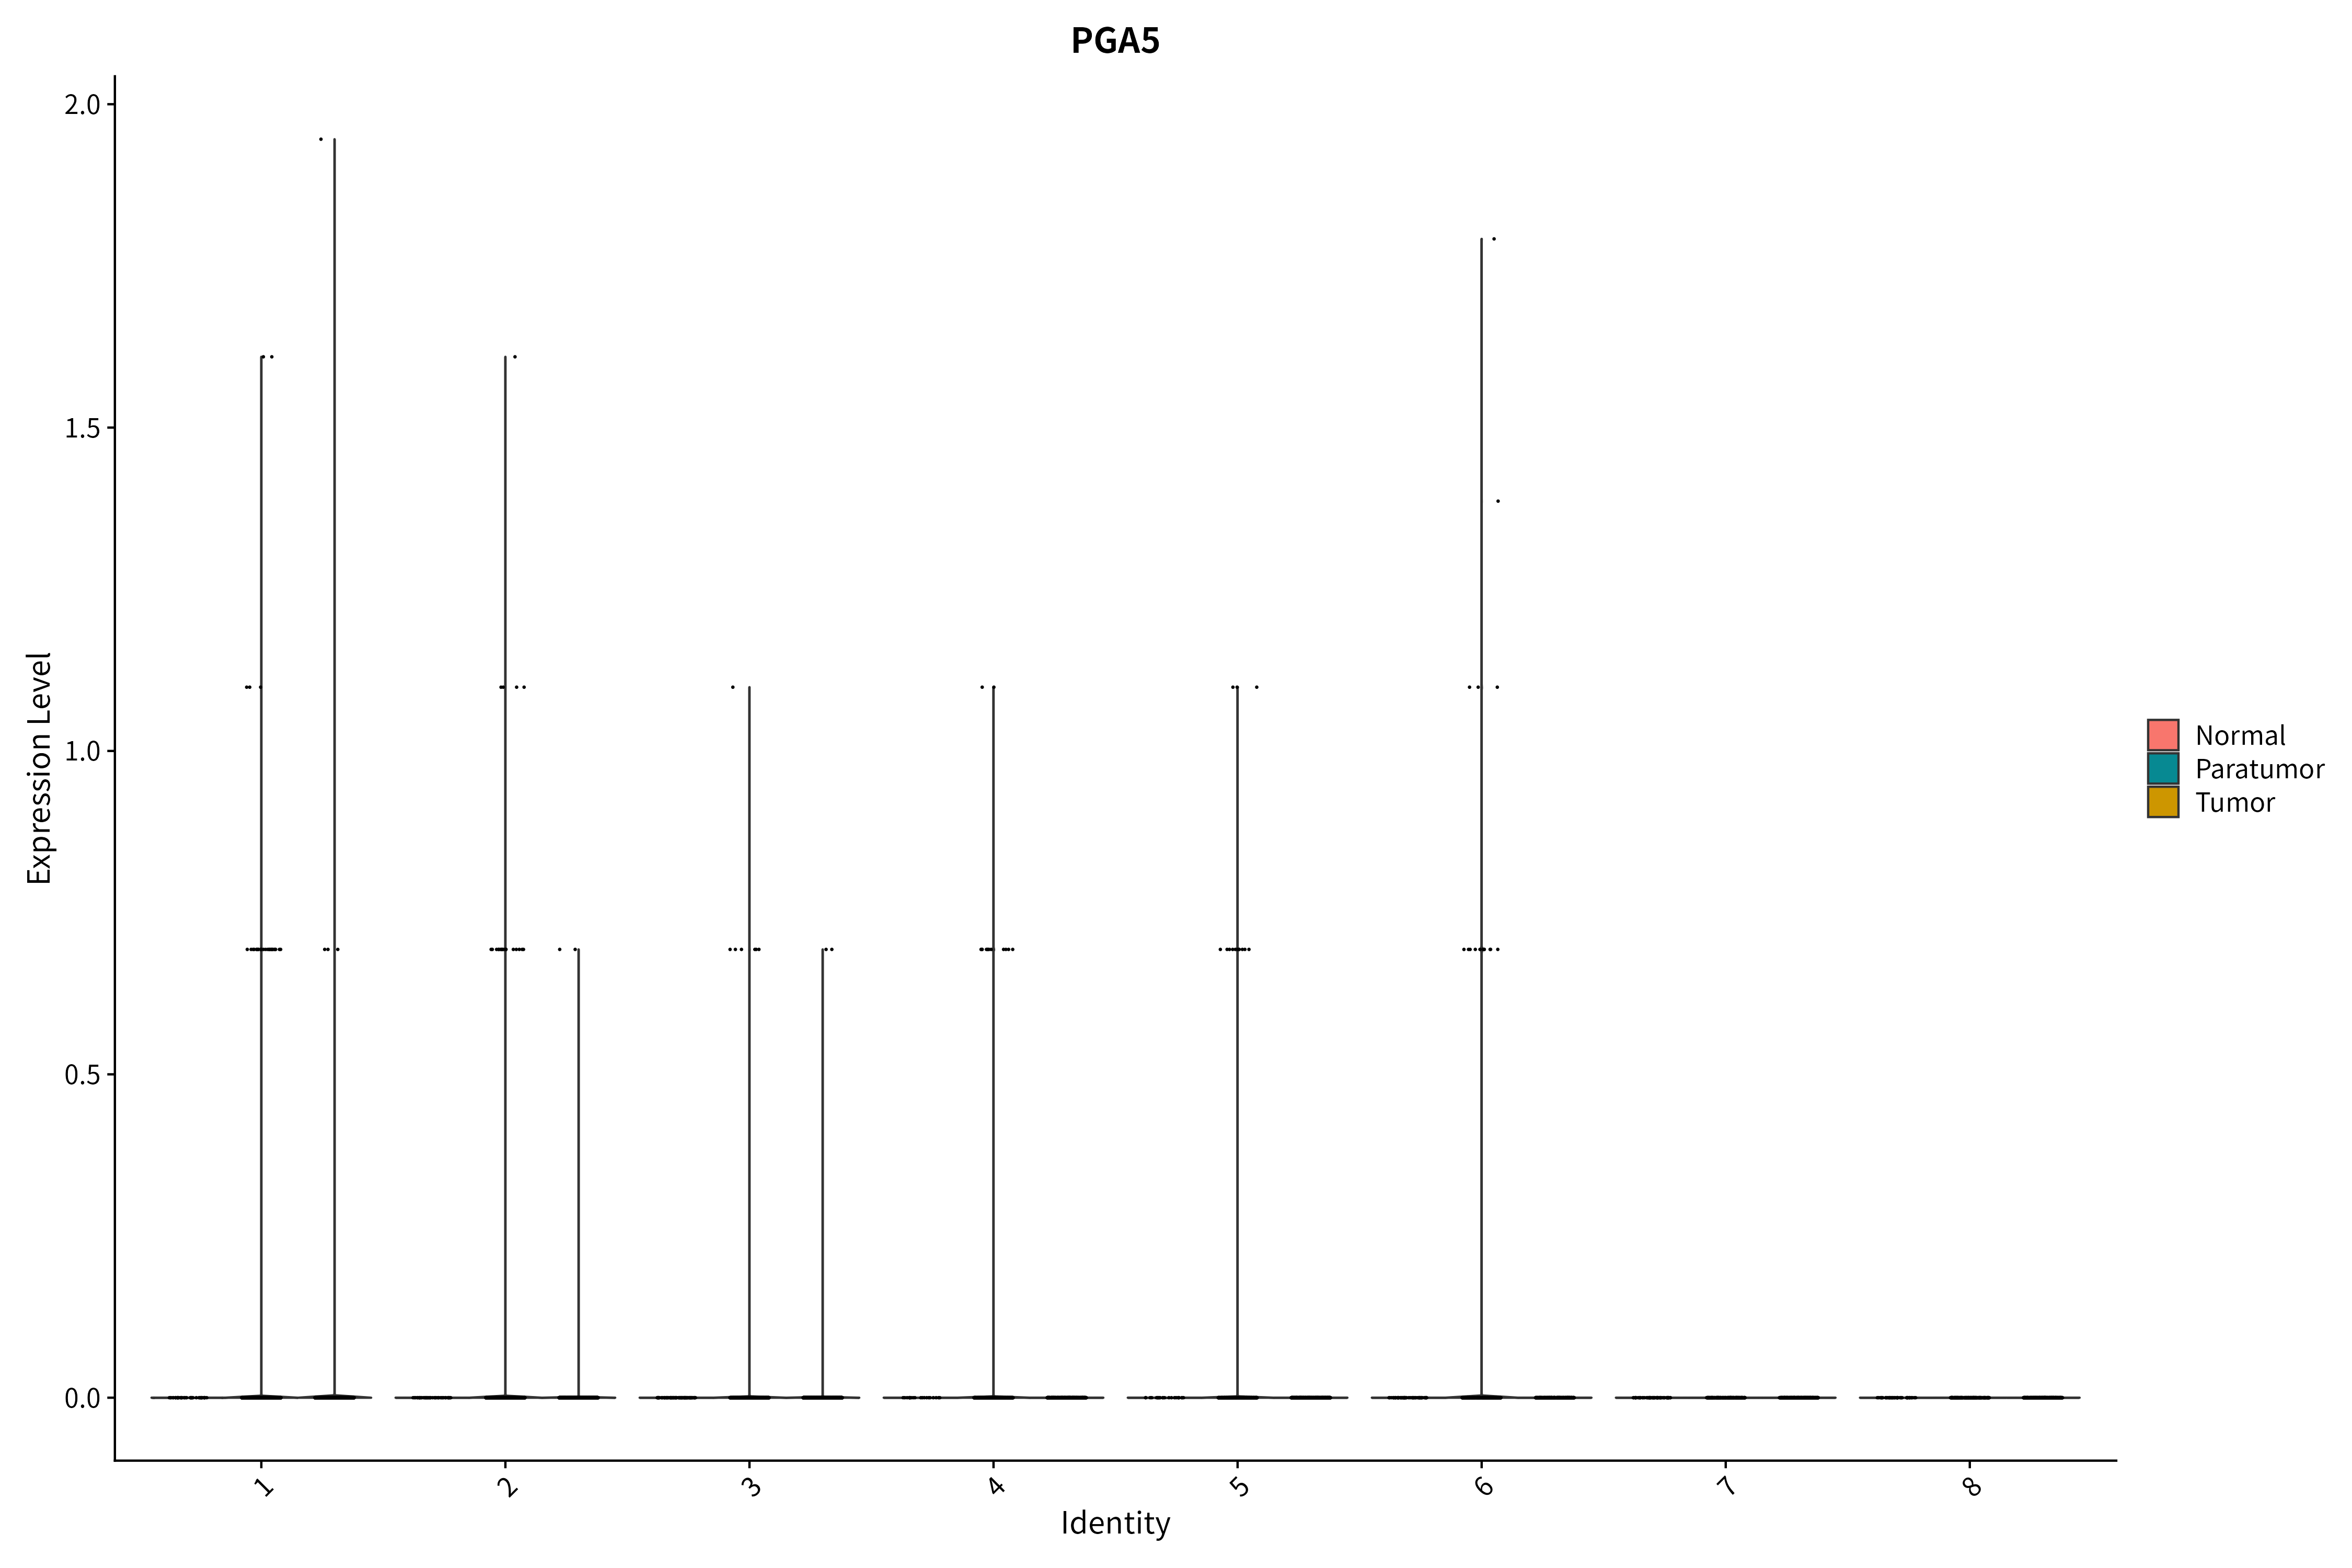 PGA5
Expression Level
2.0
1.5
1.0
0.5
0.0
1 2 3 4 5 6 7 8
Identity
Normal
Paratumor
Tumor